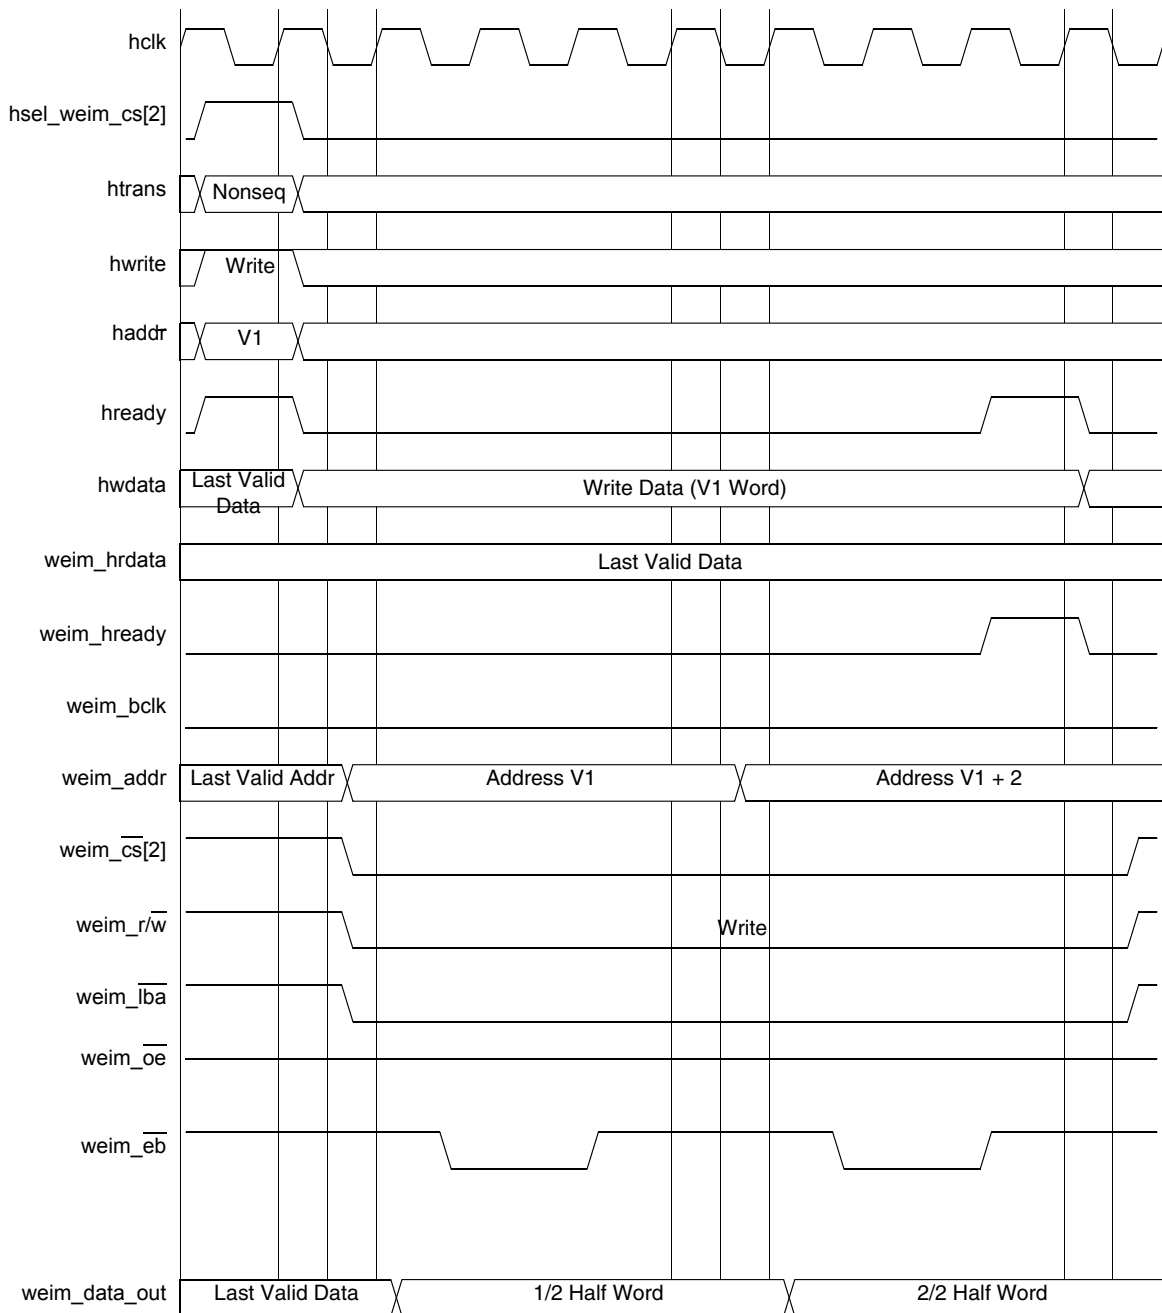 hclk
hsel_weim_cs[2]
htrans
Nonseq
hwrite
Write
haddr
V1
hready
hwdata
Last Valid
Data
Write Data (V1 Word)
weim_hrdata
Last Valid Data
weim_hready
weim_bclk
weim_addr
Last Valid Addr
Address V1
Address V1 + 2
weim_cs[2]
weim_r/w
Write
weim_lba
weim_oe
weim_eb
weim_data_out
Last Valid Data
1/2 Half Word
2/2 Half Word